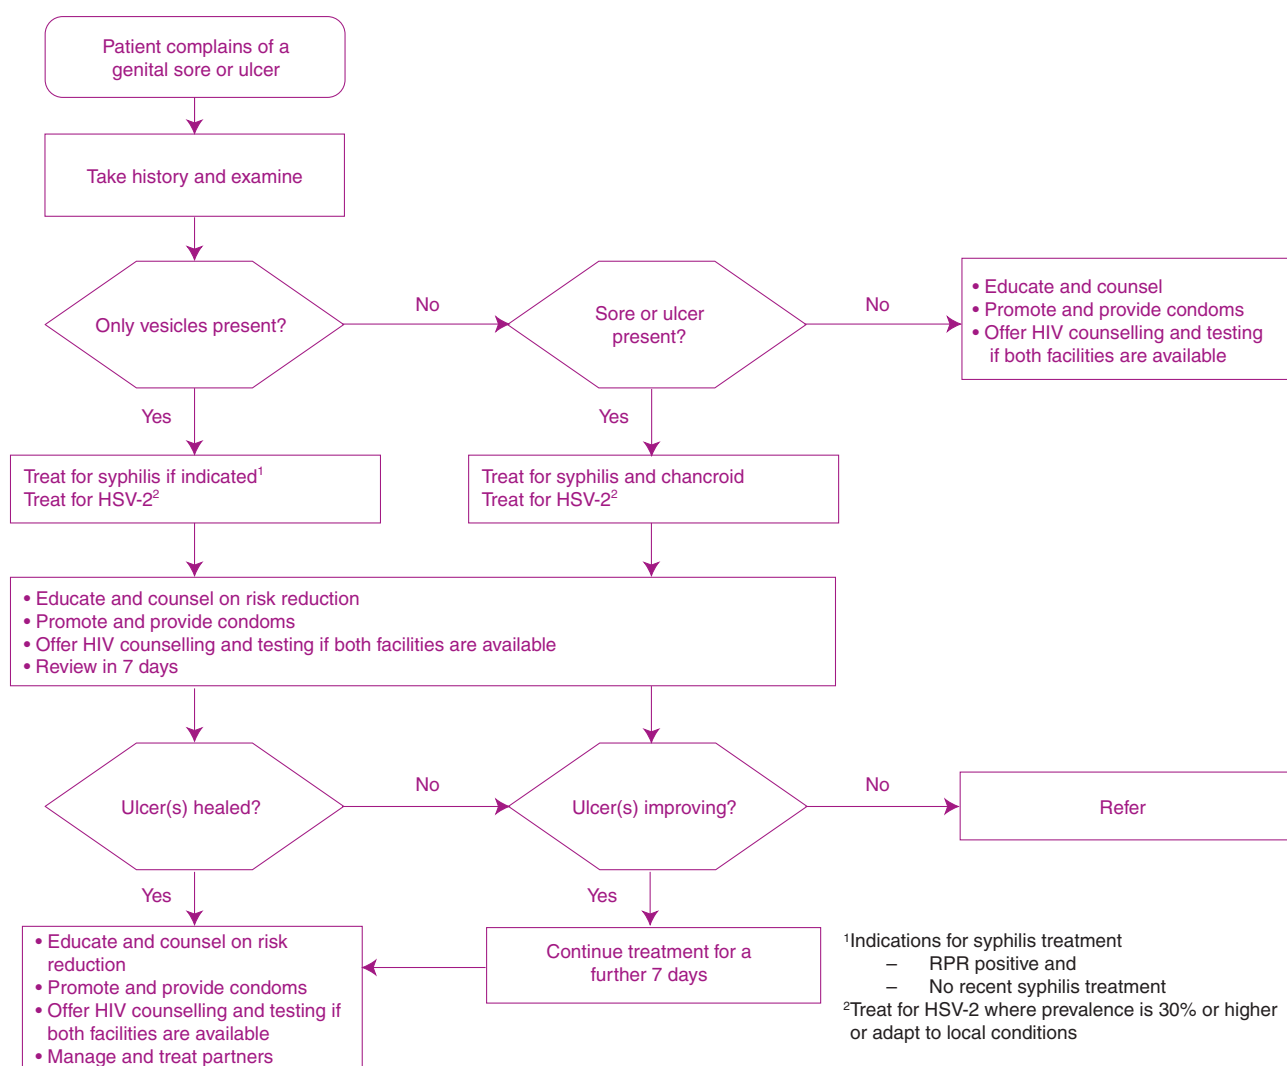 Patient complains of a
genital sore or ulcer
Take history and examine
Only vesicles present?
No
Sore or ulcer
present?
No
• Educate and counsel
• Promote and provide condoms
• Offer HIV counselling and testing
if both facilities are available
Yes
Yes
Treat for syphilis if indicated¹
Treat for HSV-2²
Treat for syphilis and chancroid
Treat for HSV-2²
• Educate and counsel on risk reduction
• Promote and provide condoms
• Offer HIV counselling and testing if both facilities are available
• Review in 7 days
Ulcer(s) healed?
No
Ulcer(s) improving?
No
Refer
Yes
Yes
• Educate and counsel on risk
reduction
• Promote and provide condoms
• Offer HIV counselling and testing if
both facilities are available
• Manage and treat partners
Continue treatment for a
further 7 days
¹Indications for syphilis treatment
– RPR positive and
– No recent syphilis treatment
²Treat for HSV-2 where prevalence is 30% or higher
or adapt to local conditions